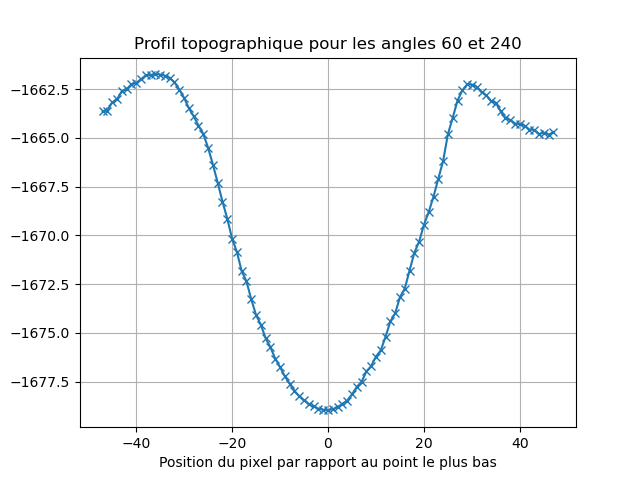 Profil topographique pour les angles 60 et 240
−1662.5
−1665.0
−1667.5
−1670.0
−1672.5
−1675.0
−1677.5
−40 −20 0 20 40
Position du pixel par rapport au point le plus bas